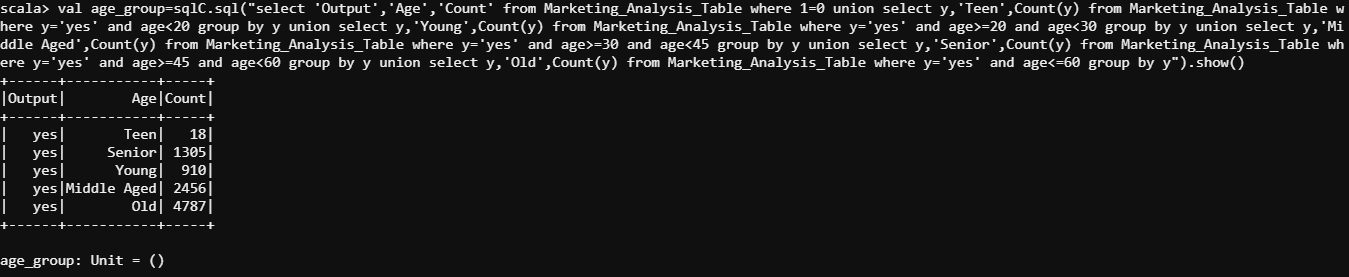 scala> val age_group=sqlC.sql("select 'Output','Age','Count' from Marketing_Analysis_Table where 1=0 union select y,'Teen',Count(y) from Marketing_Analysis_Table w
here y='yes' and age<20 group by y union select y,'Young',Count(y) from Marketing_Analysis_Table where y='yes' and age>=20 and age<30 group by y union select y,'Mi
ddle Aged',Count(y) from Marketing_Analysis_Table where y='yes' and age>=30 and age<45 group by y union select y,'Senior',Count(y) from Marketing_Analysis_Table wh
ere y='yes' and age>=45 and age<60 group by y union select y,'Old',Count(y) from Marketing_Analysis_Table where y='yes' and age<=60 group by y").show()
+------+-----------+-----+
|Output|        Age|Count|
+------+-----------+-----+
|   yes|       Teen|   18|
|   yes|     Senior| 1305|
|   yes|      Young|  910|
|   yes|Middle Aged| 2456|
|   yes|        Old| 4787|
+------+-----------+-----+
age_group: Unit = ()